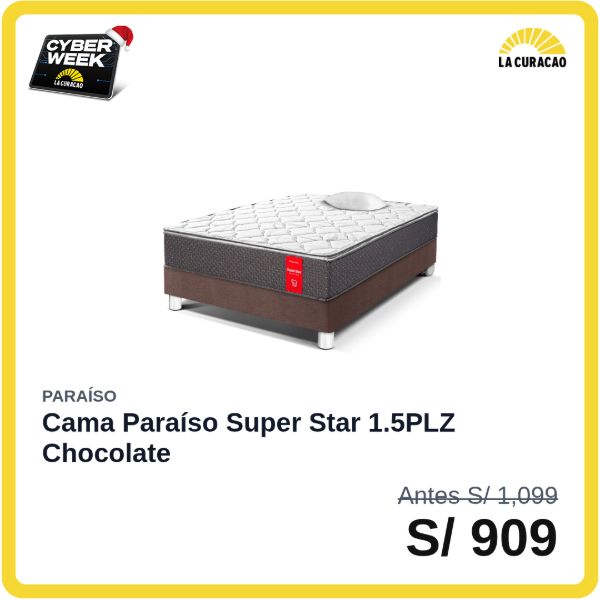 CYBER
WEEK
LA CURACAO
LA CURACAO
PARAÍSO
Cama Paraíso Super Star 1.5PLZ
Chocolate
Antes S/ 1,099
S/ 909